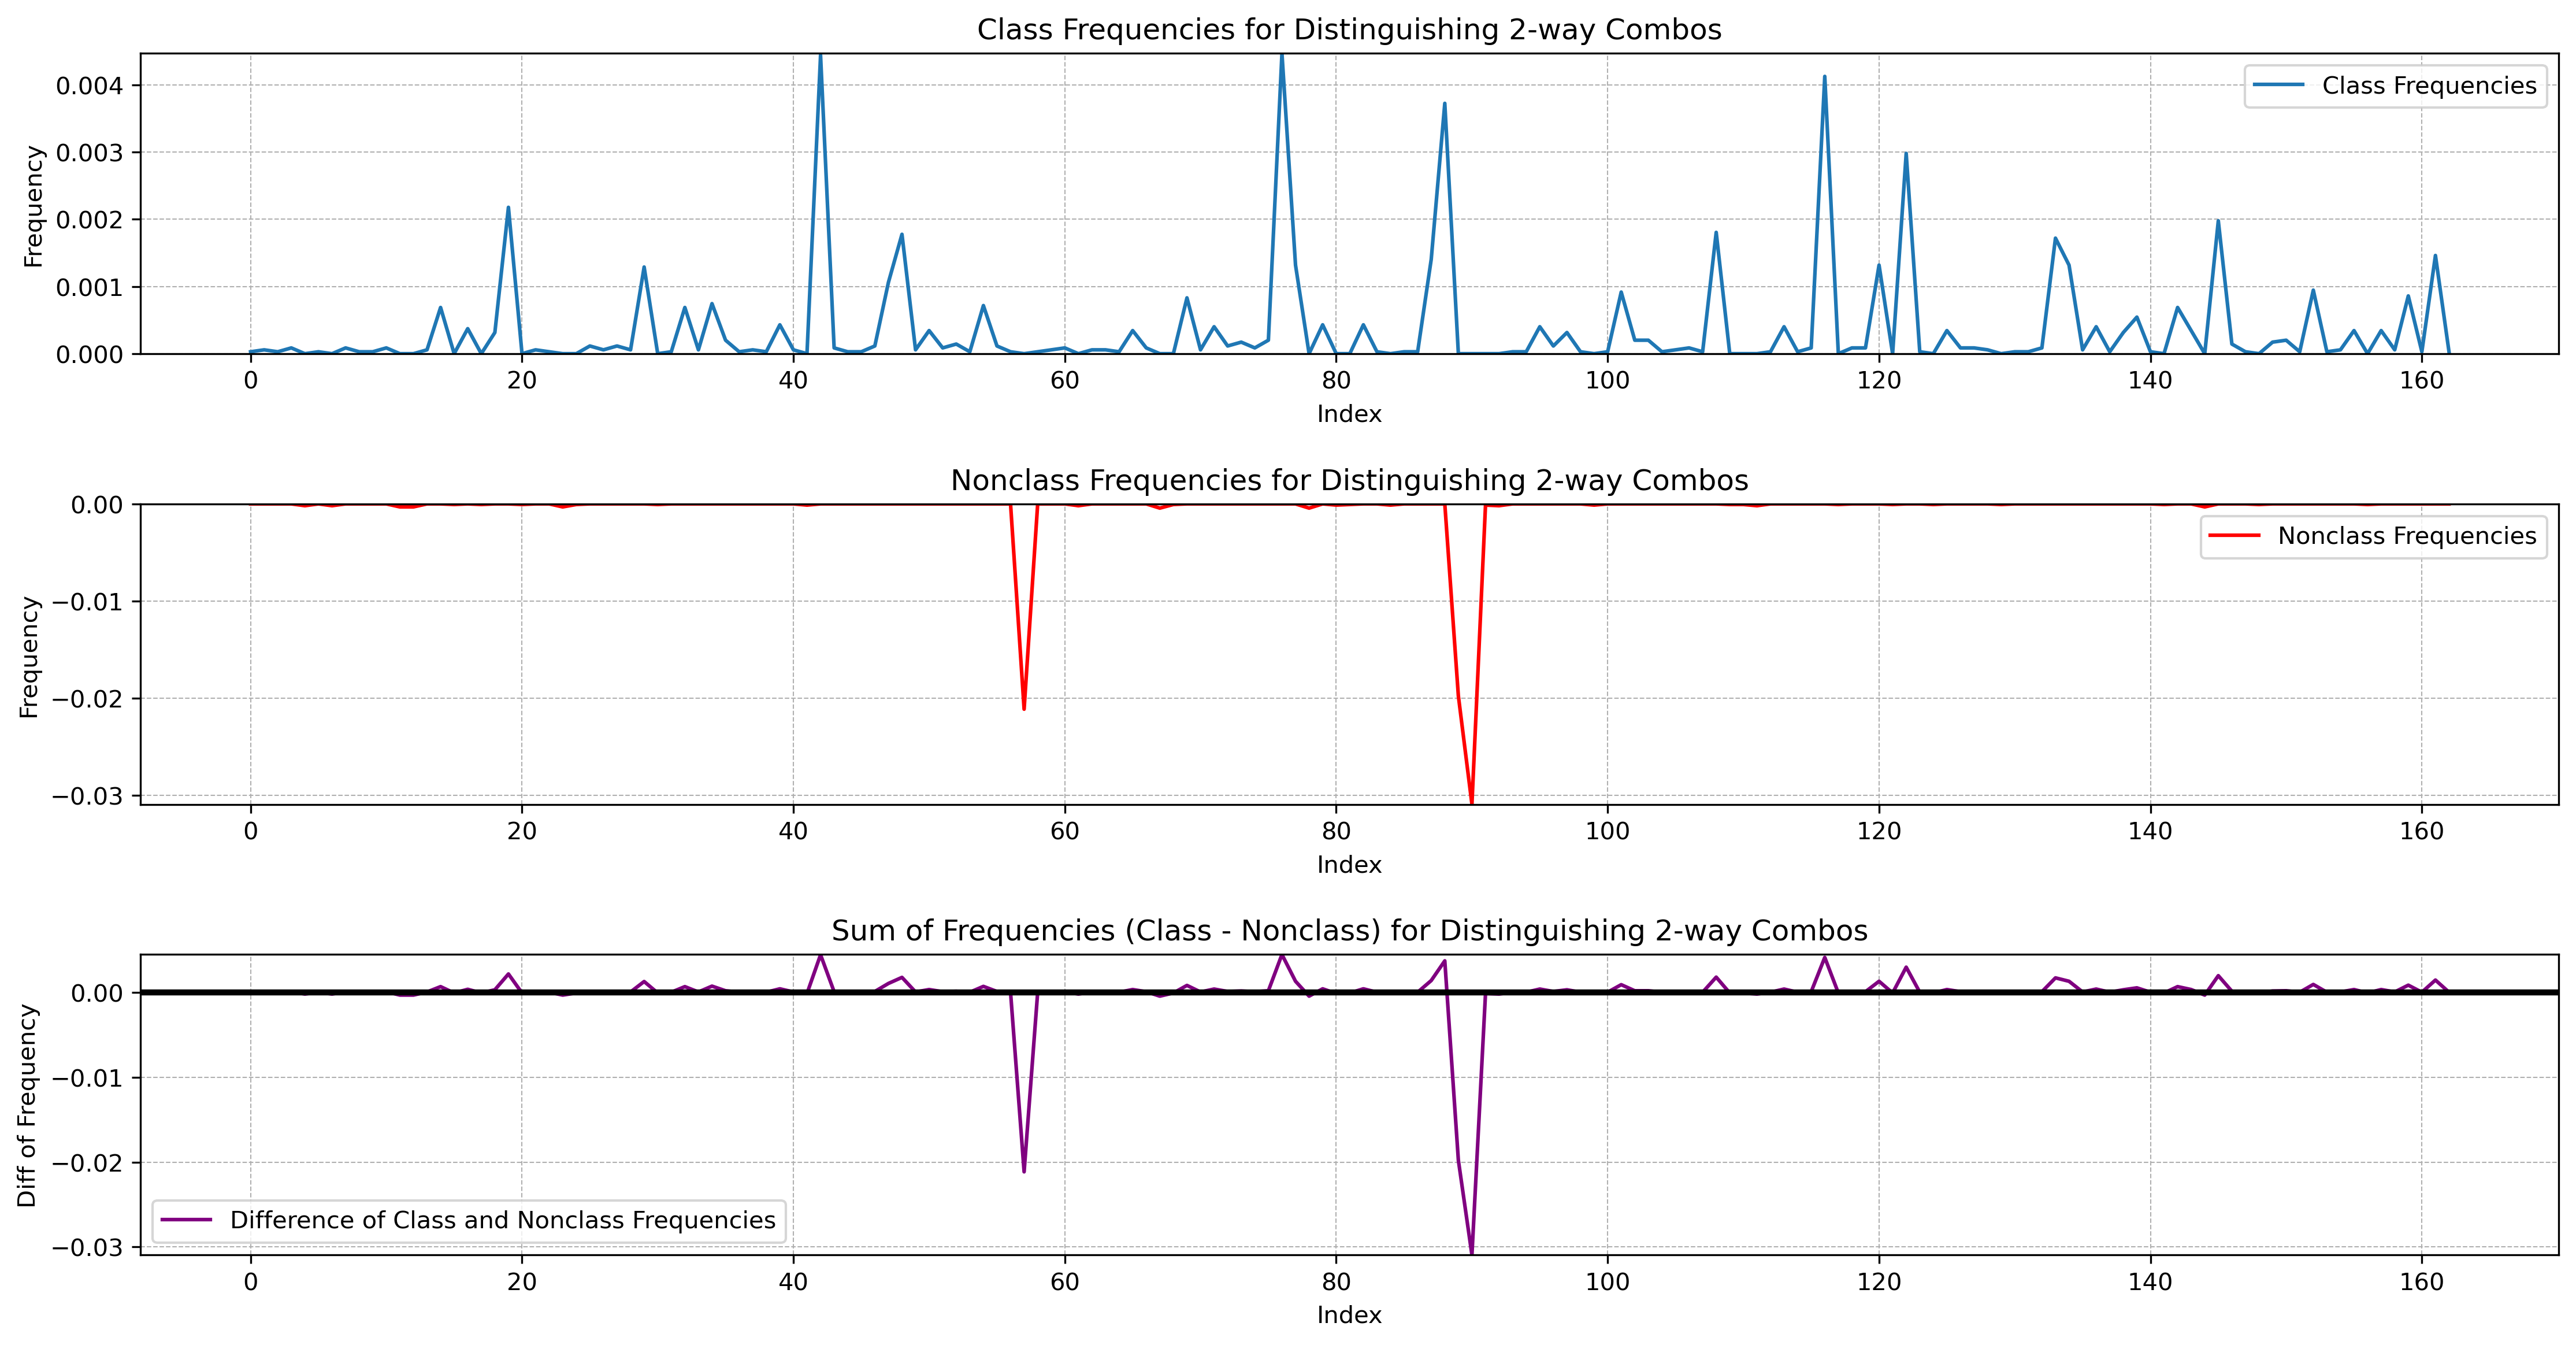 Class Frequencies for Distinguishing 2-way Combos
0.004
0.003
0.002
0.001
0.000
Frequency
Class Frequencies
0 20 40 60 80 100 120 140 160
Index
Nonclass Frequencies for Distinguishing 2-way Combos
0.00
−0.01
−0.02
−0.03
Frequency
Nonclass Frequencies
0 20 40 60 80 100 120 140 160
Index
Sum of Frequencies (Class - Nonclass) for Distinguishing 2-way Combos
0.00
−0.01
−0.02
−0.03
Diff of Frequency
Difference of Class and Nonclass Frequencies
0 20 40 60 80 100 120 140 160
Index